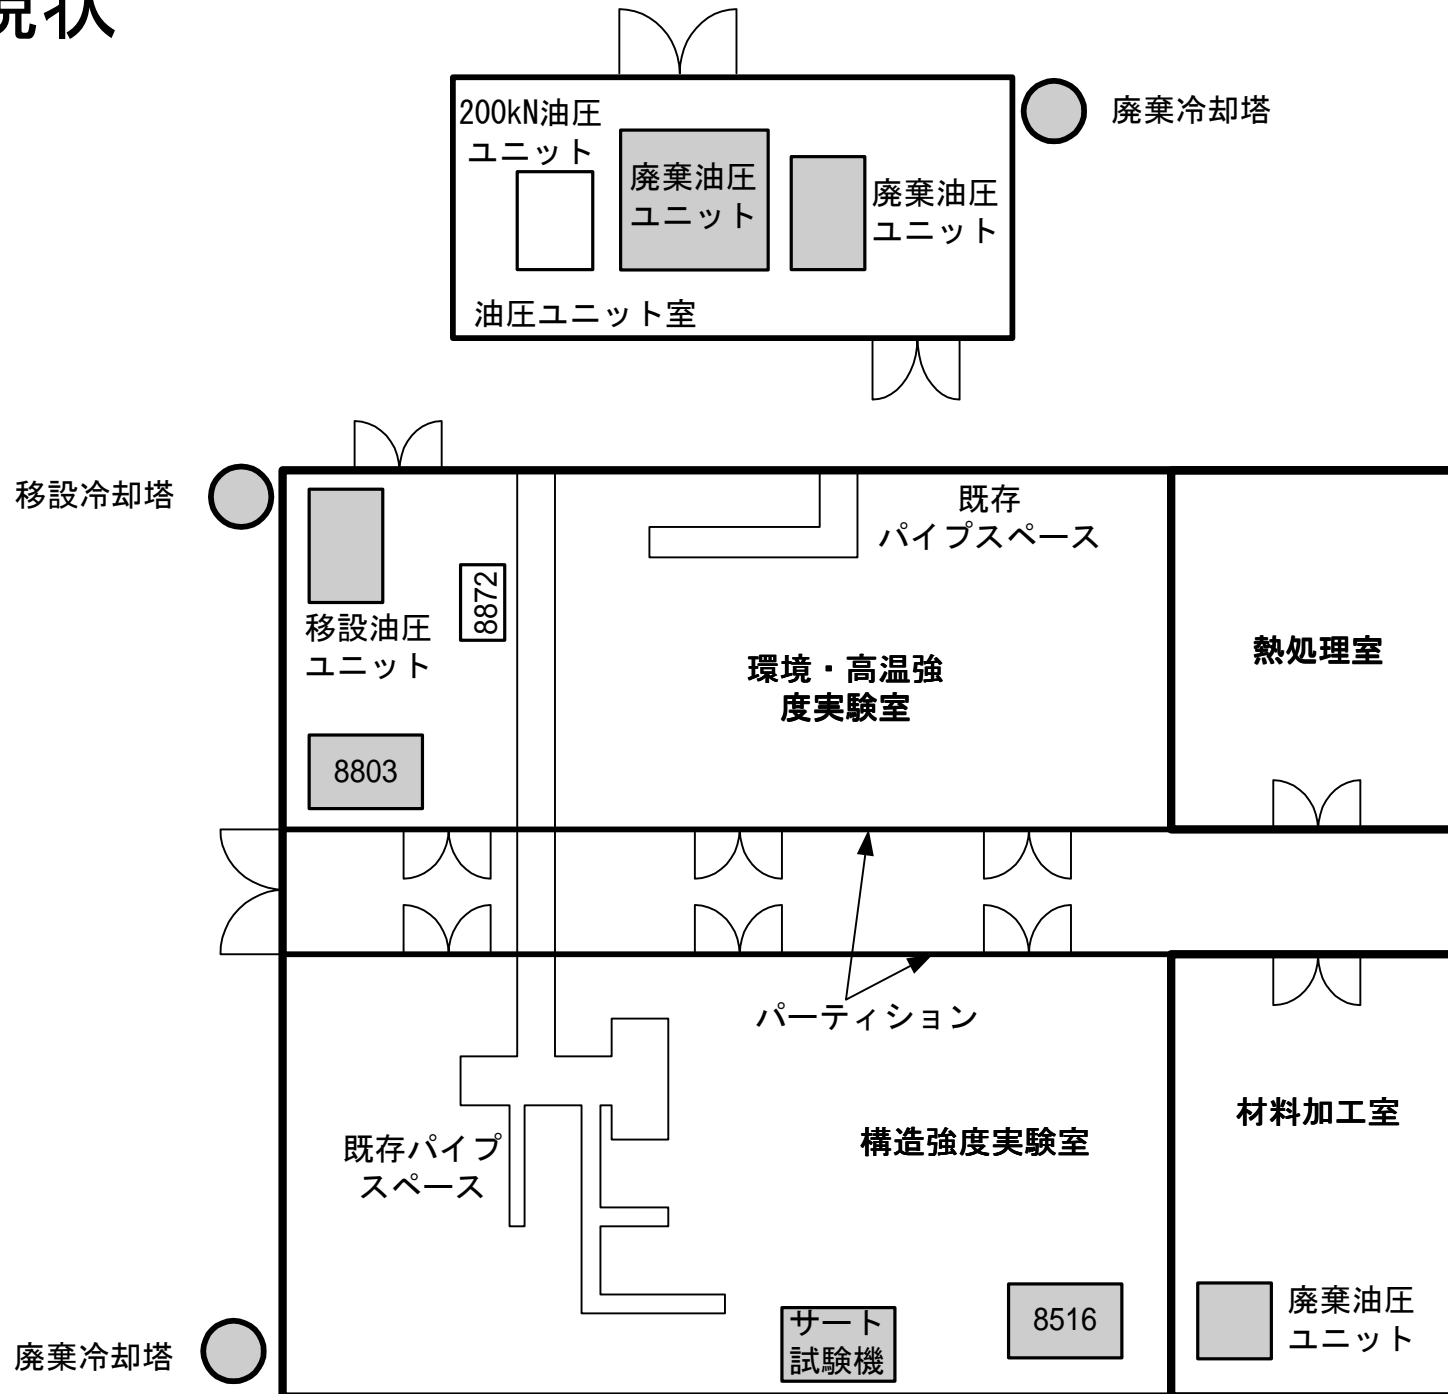 現状
200kN油圧
ユニット
廃棄油圧
ユニット
廃棄油圧
ユニット
油圧ユニット室
廃棄冷却塔
移設冷却塔
移設油圧
ユニット
8872
8803
既存
パイプスペース
環境・高温強
度実験室
熱処理室
パーティション
既存パイプ
スペース
構造強度実験室
材料加工室
サート
試験機
8516
廃棄油圧
ユニット
廃棄冷却塔